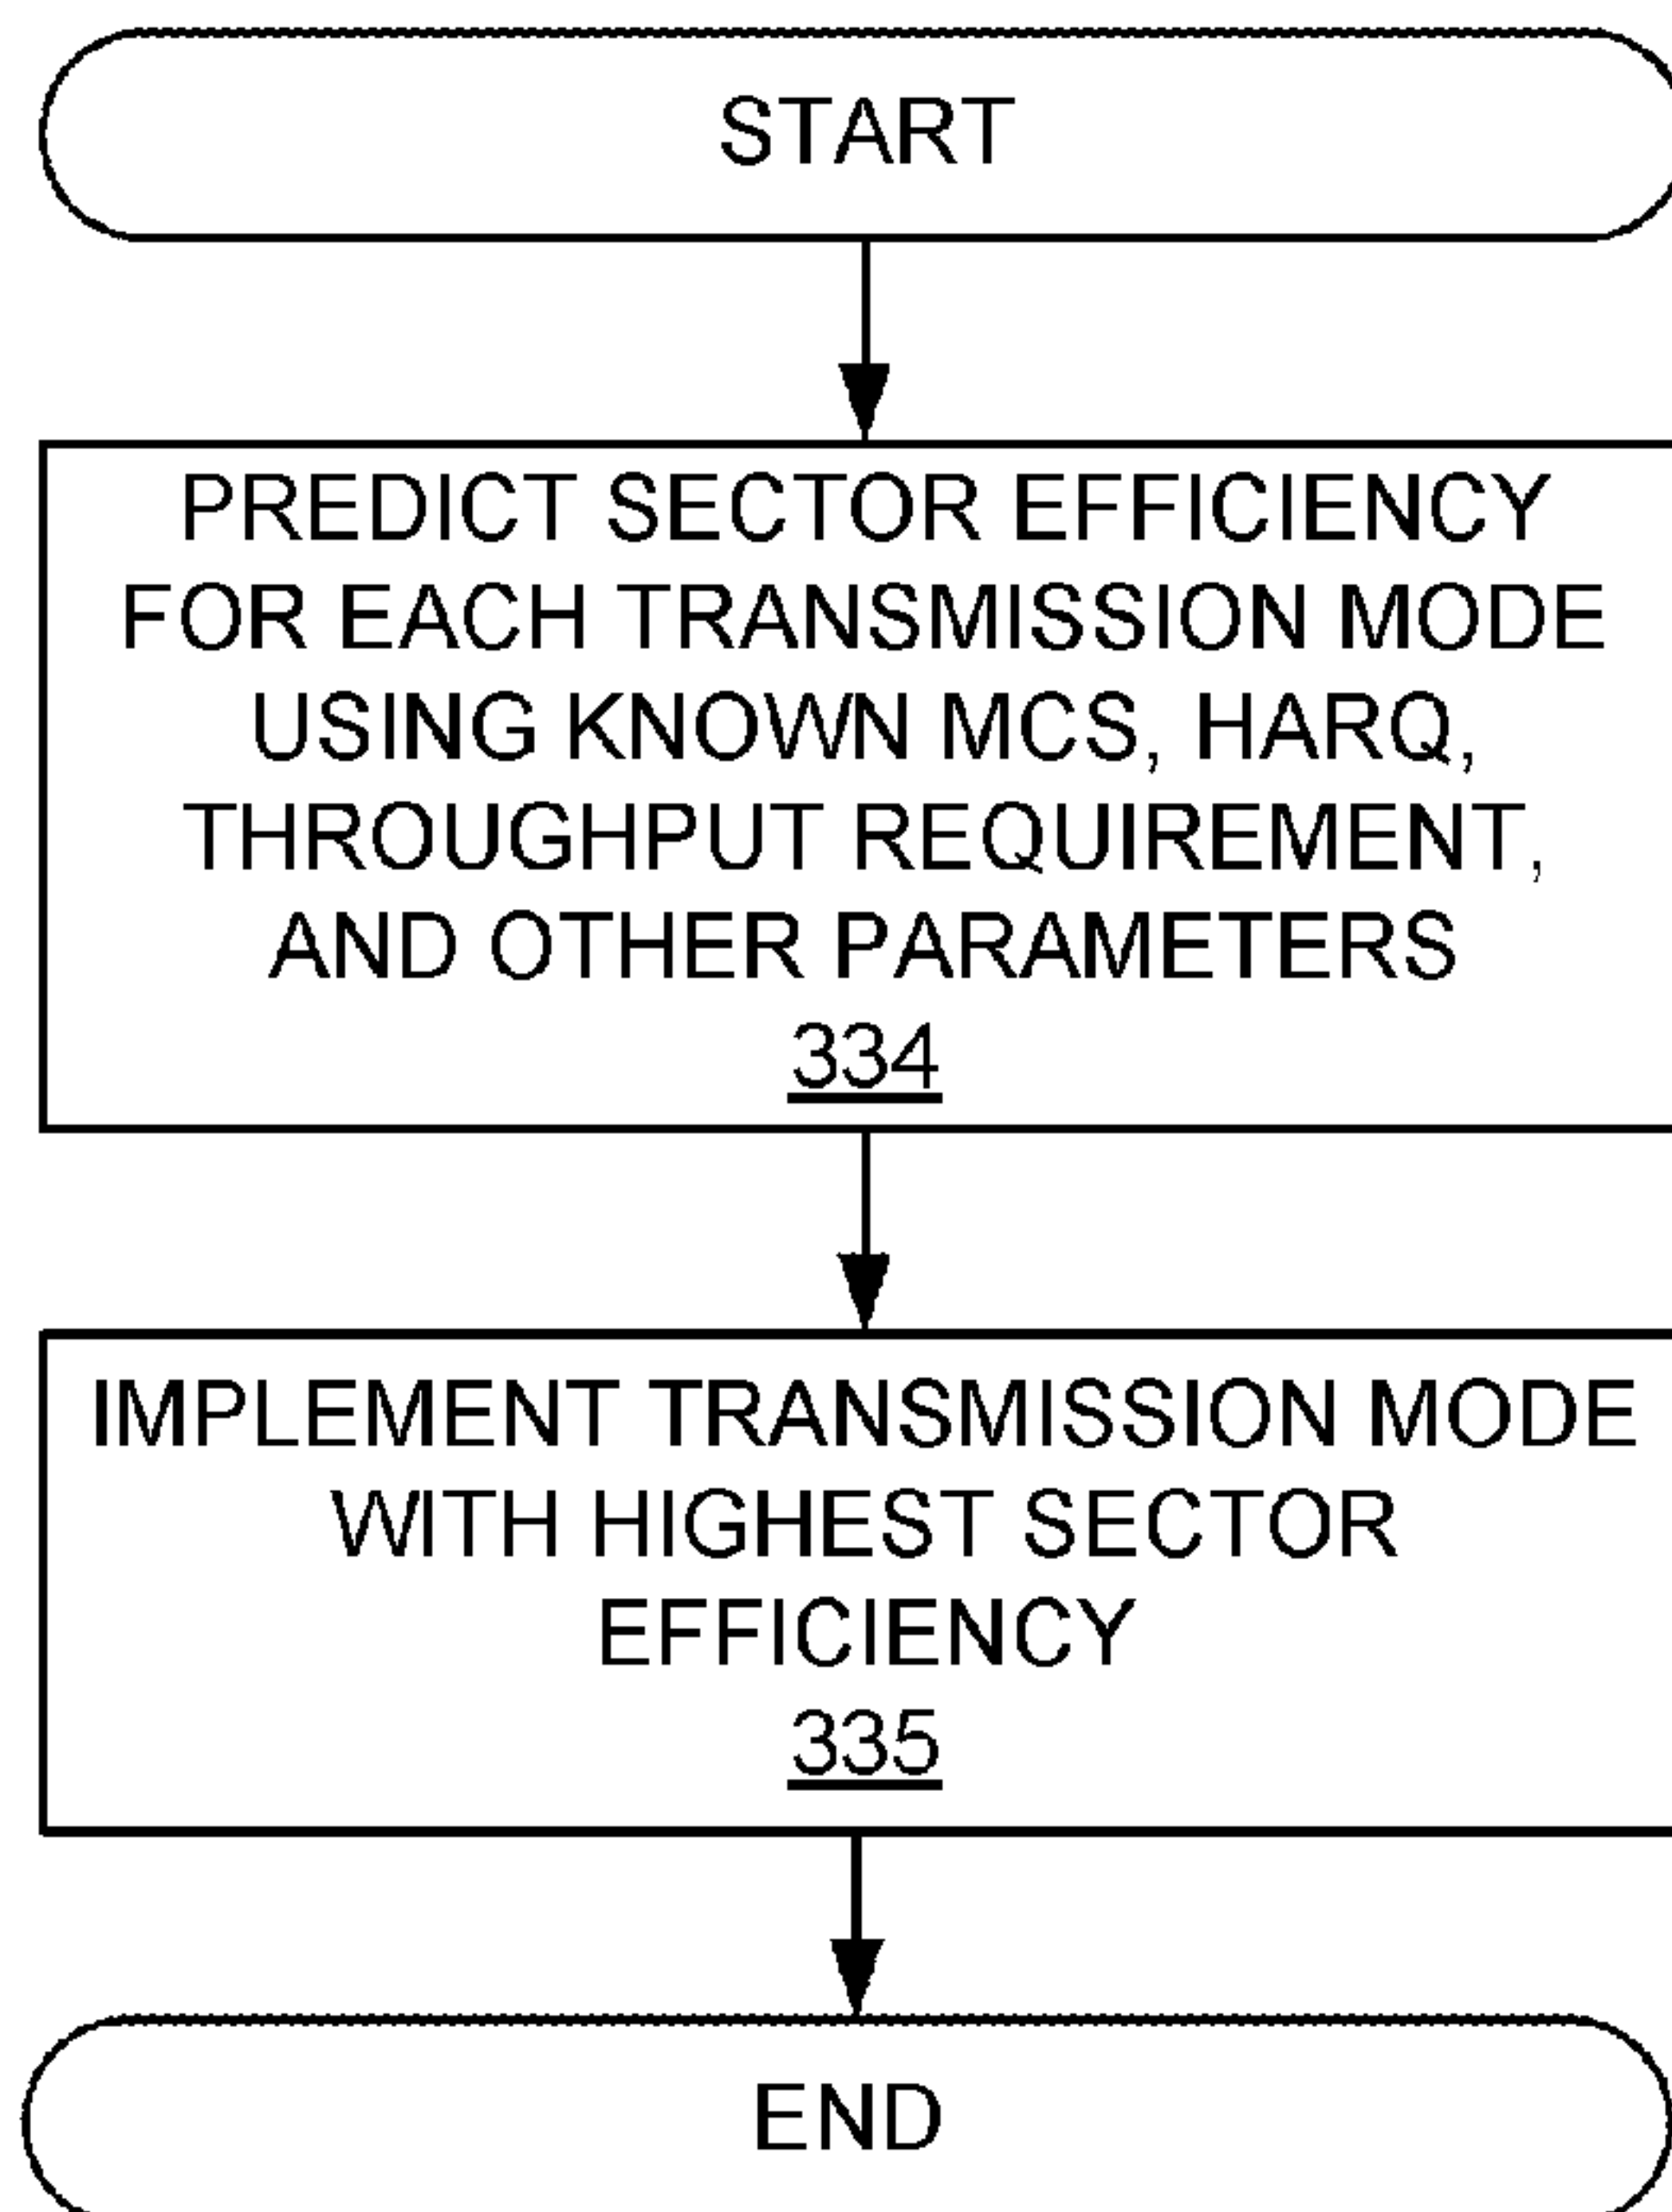 START
PREDICT SECTOR EFFICIENCY
FOR EACH TRANSMISSION MODE
USING KNOWN MCS, HARQ,
THROUGHPUT REQUIREMENT,
AND OTHER PARAMETERS
334
IMPLEMENT TRANSMISSION MODE
WITH HIGHEST SECTOR
EFFICIENCY
335
END